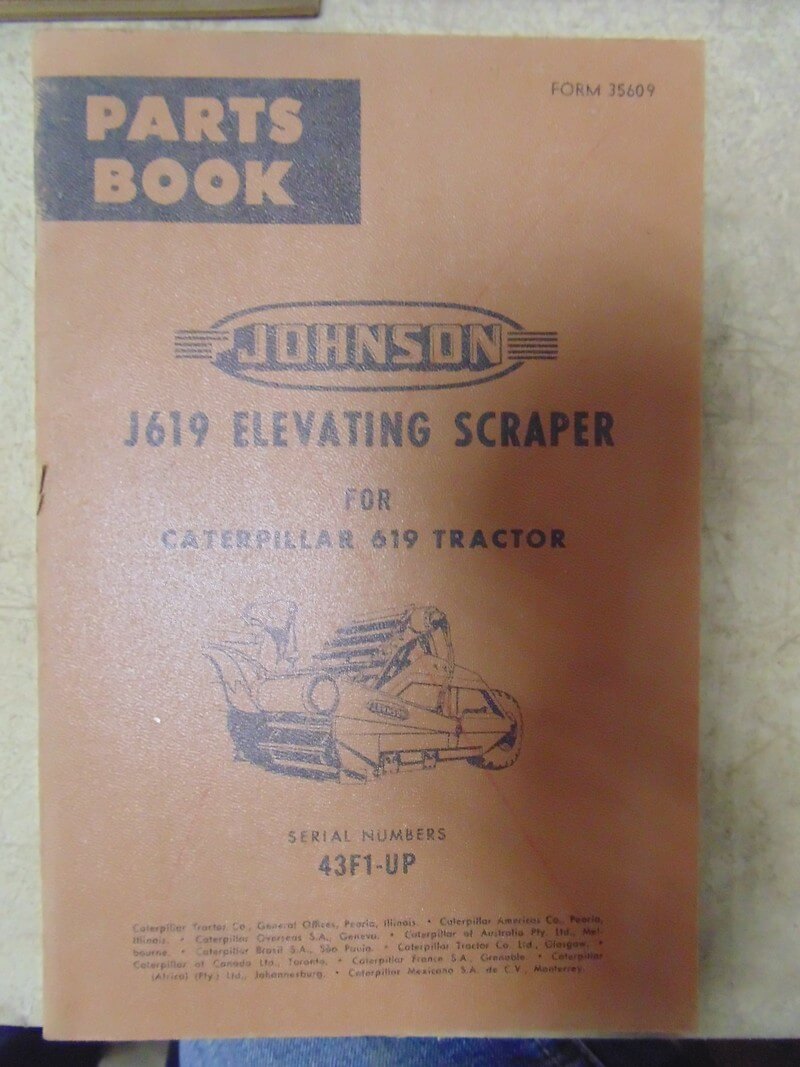 FORM 35609
PARTS
BOOK
JOHNSON
J619 ELEVATING SCRAPER
FOR
CATERPILLAR 619 TRACTOR
JOHNSON
SERIAL NUMBERS
43F1-UP
Caterpillar Tractor Co., General Offices, Peoria, Illinois. • Caterpillar Americas Co., Peoria,
Illinois. • Caterpillar Overseas S.A., Geneva. • Caterpillar of Australia Pty. Ltd., Mel-
bourne. • Caterpillar Brasil S.A., São Paulo. • Caterpillar Tractor Co. Ltd., Glasgow. •
Caterpillar of Canada Ltd., Toronto. • Caterpillar France S.A., Grenoble • Caterpillar
(Africa) (Pty.) Ltd., Johannesburg. • Caterpillar Mexicana S.A. de C.V., Monterrey.